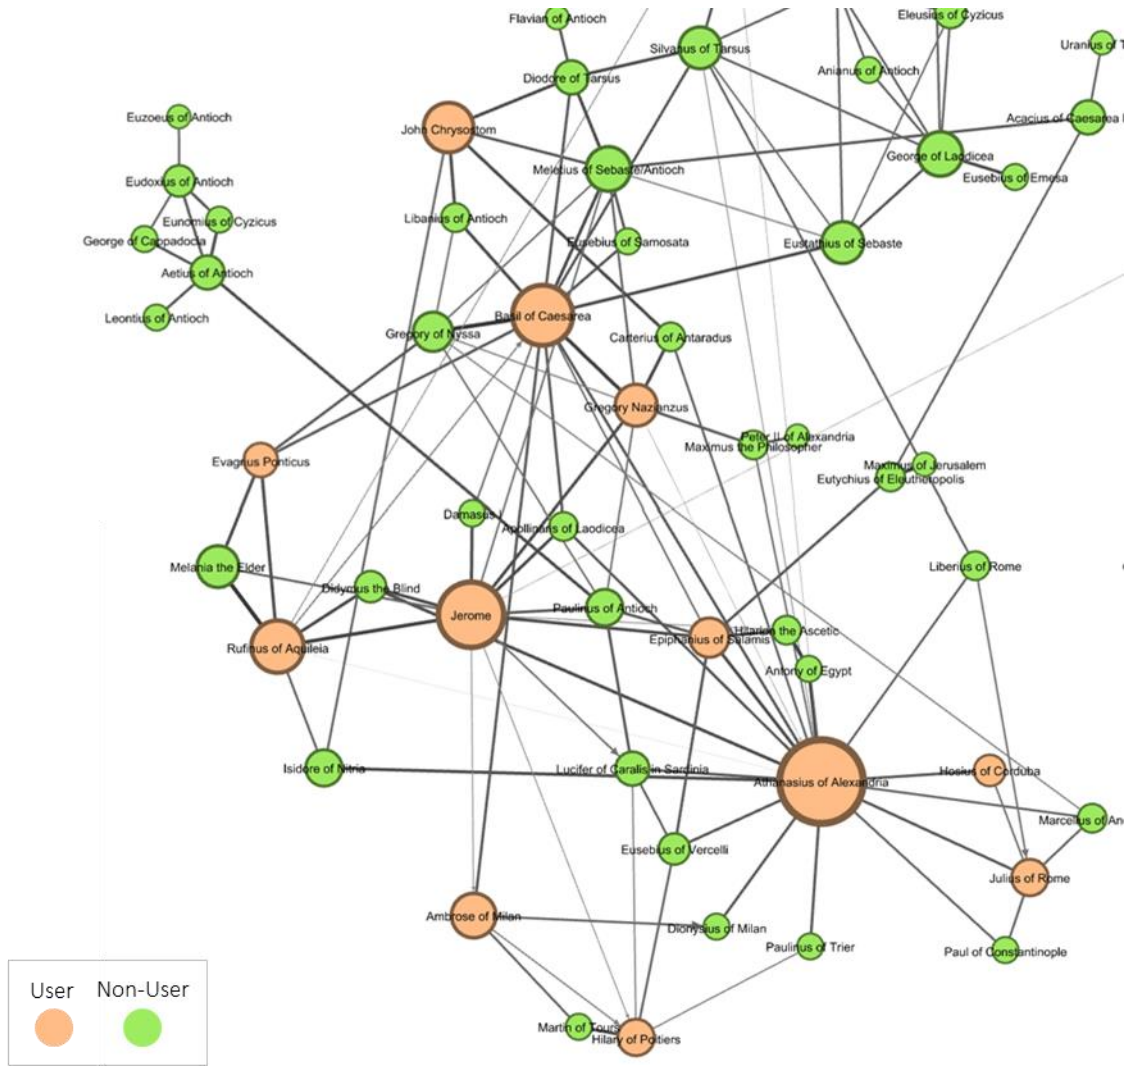 Flavian of Antioch
Eleusius of Cyzicus
Silvanus of Tarsus
Uranius of T
Diodore of Tarsus
Anianus of Antioch
Euzoeus of Antioch
Acacius of Caesarea
John Chrysostom
George of Laodicea
Meletius of Sebaste/Antioch
Eusebius of Emesa
Eudoxius of Antioch
Libanius of Antioch
Eunomius of Cyzicus
George of Cappadocia
Eusebius of Samosata
Eustathius of Sebaste
Aetius of Antioch
Leontius of Antioch
Basil of Caesarea
Gregory of Nyssa
Carterius of Antaradus
Gregory Nazianzus
Peter II of Alexandria
Maximus the Philosopher
Evagrius Ponticus
Maximus of Jerusalem
Eutychius of Eleutheropolis
Damasus I
Apollinaris of Laodicea
Melania the Elder
Liberius of Rome
Didymus the Blind
Jerome
Paulinus of Antioch
Hilarion the Ascetic
Epiphanius of Salamis
Rufinus of Aquileia
Antony of Egypt
Isidore of Nitria
Lucifer of Caralis in Sardinia
Hosius of Corduba
Athanasius of Alexandria
Marcellus of An
Eusebius of Vercelli
Julius of Rome
Ambrose of Milan
Dionysius of Milan
Paulinus of Trier
Paul of Constantinople
User Non-User
Martin of Tours
Hilary of Poitiers